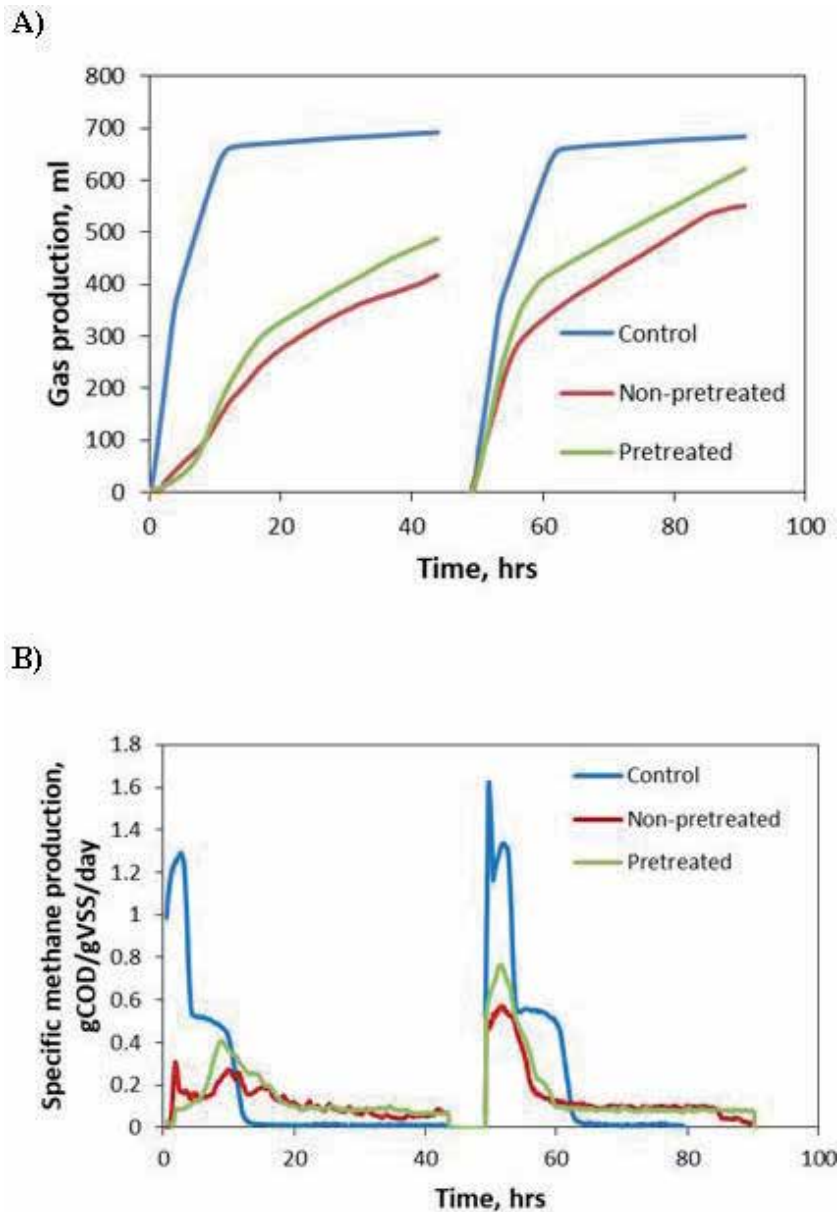 A)
800
700
600
500
400
300
200
100
0
Gas production, ml
0 20 40 60 80 100
Time, hrs
Control
Non-pretreated
Pretreated
B)
1.8
1.6
1.4
1.2
1
0.8
0.6
0.4
0.2
0
Specific methane production,
gCOD/gVSS/day
0 20 40 60 80 100
Time, hrs
Control
Non-pretreated
Pretreated